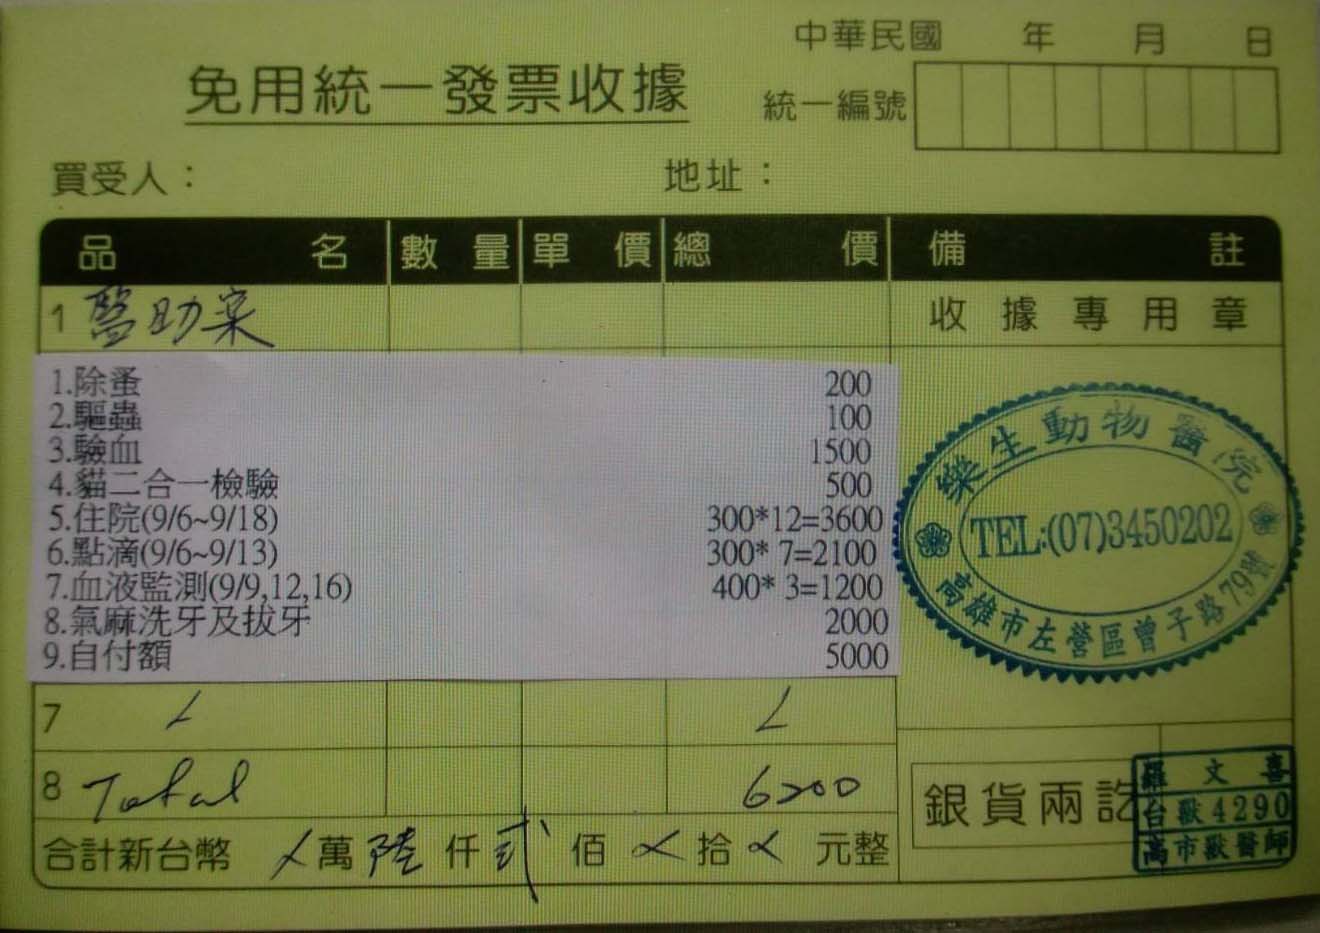 中華民國 年 月 日
免用統一發票收據
統一編號
買受人： 地址：
品名 數量 單價 總價 備註
1 醫助案
收據專用章
1.除蚤 200
2.驅蟲 100
3.驗血 1500
4.貓二合一檢驗 500
5.住院(9/6~9/18) 300*12=3600
6.點滴(9/6~9/13) 300* 7=2100
7.血液監測(9/9,12,16) 400* 3=1200
8.氣麻洗牙及拔牙 2000
9.自付額 5000
樂生動物醫院
TEL:(07)3450202
高雄市左營區曾子路79號
7
8 Total 6200
合計新台幣 萬陸仟貳佰 拾 元整
銀貨兩訖
羅文喜
台獸4290
高市獸醫師